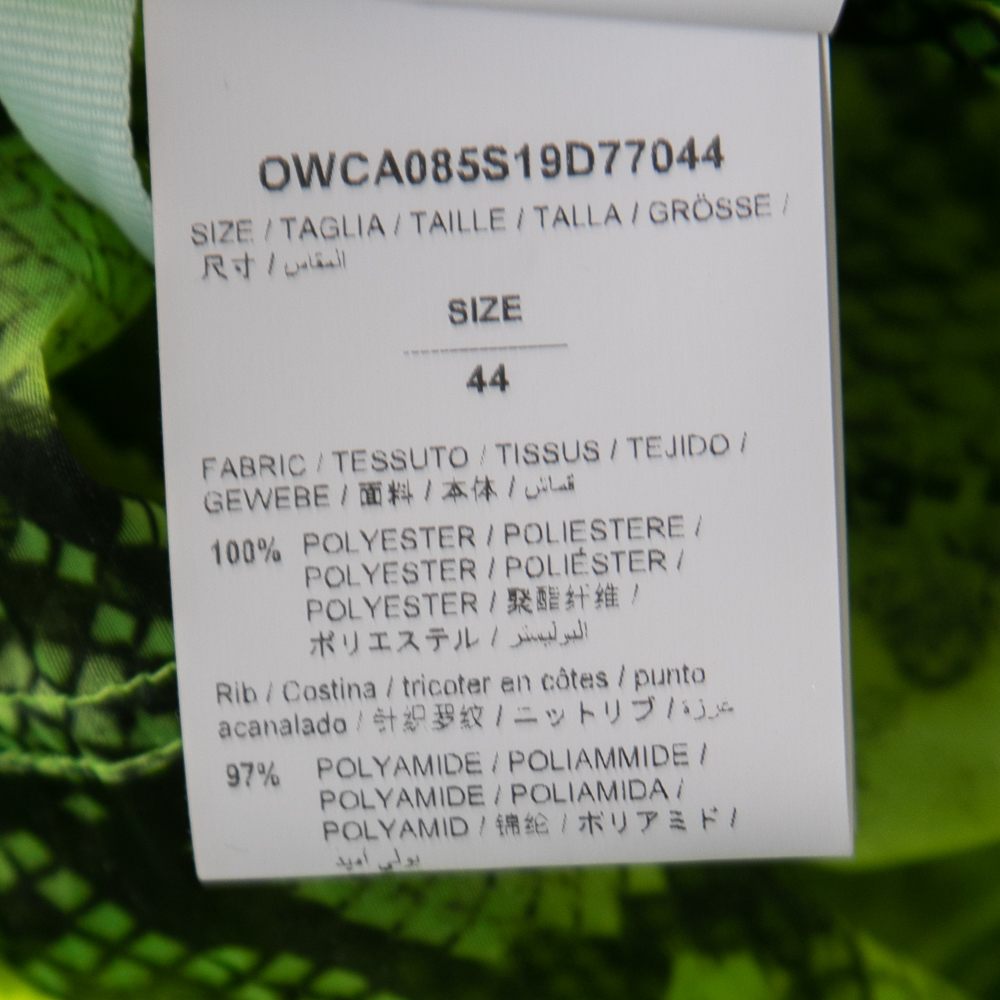 OWCA085S19D77044
SIZE / TAGLIA / TAILLE / TALLA / GRÖSSE /
尺寸 / المقاس
SIZE
44
FABRIC / TESSUTO / TISSUS / TEJIDO /
GEWEBE / 面料 / 本体 / قماش
100% POLYESTER / POLIESTERE /
POLYESTER / POLIÉSTER /
POLYESTER / 聚酯纤维 /
ポリエステル / البوليستر
Rib / Costina / tricoter en côtes / punto
acanalado / 针织罗纹 / ニットリブ / غرزة
97% POLYAMIDE / POLIAMMIDE /
POLYAMIDE / POLIAMIDA /
POLYAMID / 锦纶 / ポリアミド /
بولي أميد